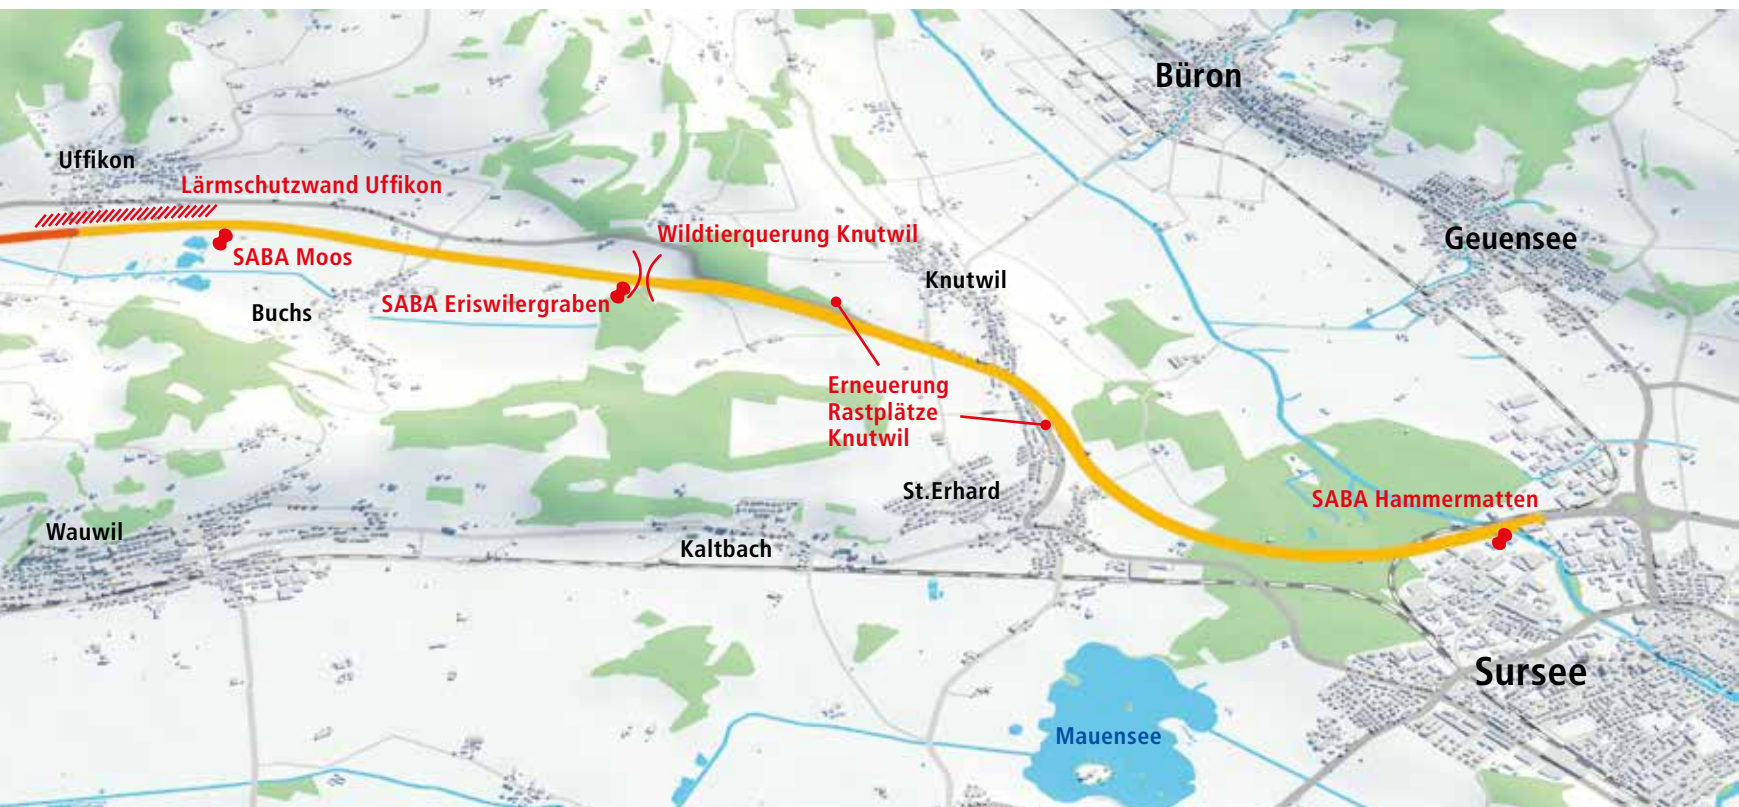 Büron
Uffikon
Lärmschutzwand Uffikon
Wildtierquerung Knutwil
Geuensee
SABA Moos
Knutwil
SABA Eriswilergraben
Buchs
Erneuerung
Rastplätze
Knutwil
St.Erhard
SABA Hammermatten
Wauwil
Kaltbach
Sursee
Mauensee